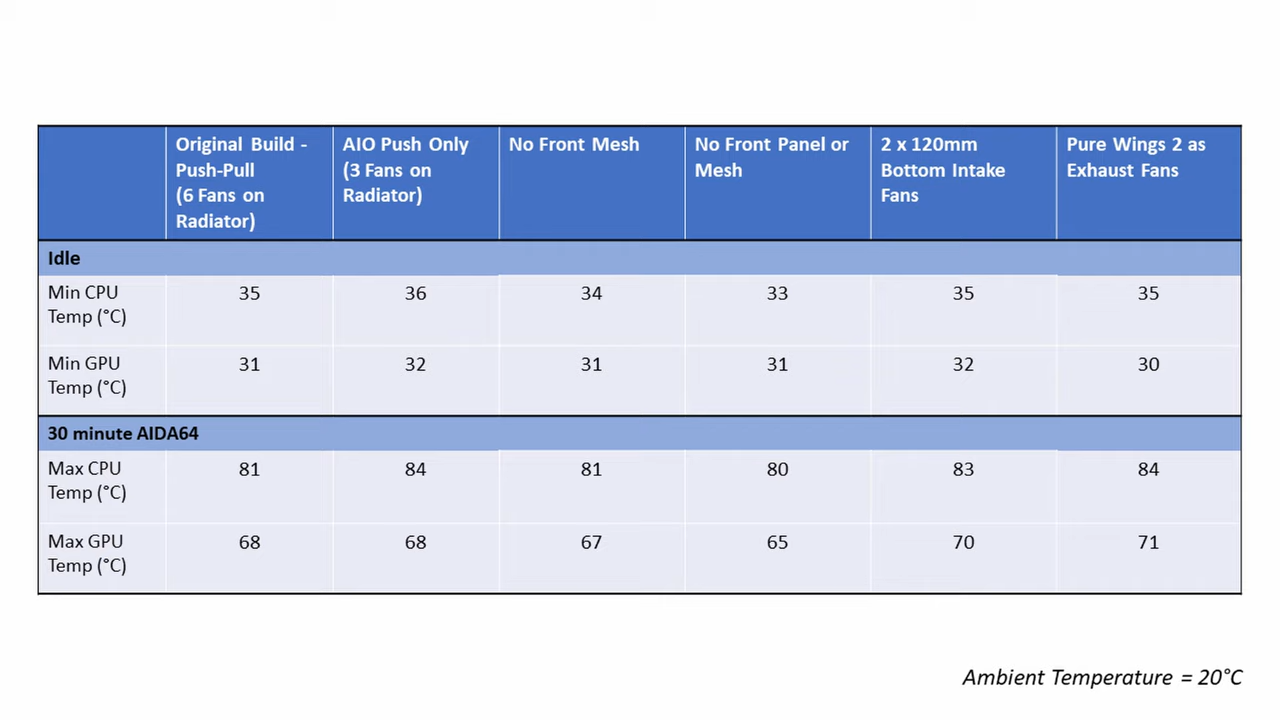 Original Build -
Push-Pull
(6 Fans on
Radiator)
AIO Push Only
(3 Fans on
Radiator)
No Front Mesh
No Front Panel or
Mesh
2 x 120mm
Bottom Intake
Fans
Pure Wings 2 as
Exhaust Fans
Idle
Min CPU
Temp (°C)
35
36
34
33
35
35
Min GPU
Temp (°C)
31
32
31
31
32
30
30 minute AIDA64
Max CPU
Temp (°C)
81
84
81
80
83
84
Max GPU
Temp (°C)
68
68
67
65
70
71
Ambient Temperature = 20°C